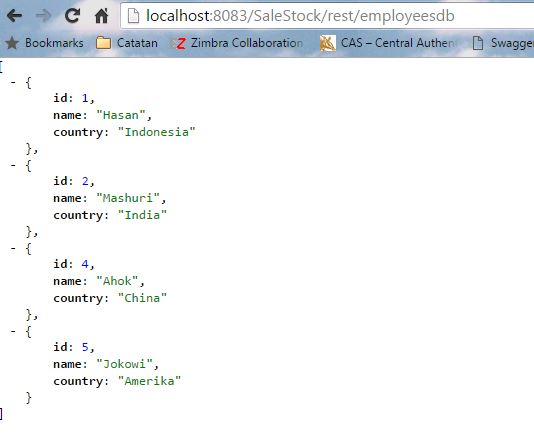 localhost:8083/SaleStock/rest/employeesdb
Bookmarks Catatan Zimbra Collaboration CAS – Central Authen Swagger
[
- {
id: 1,
name: "Hasan",
country: "Indonesia"
},
- {
id: 2,
name: "Mashuri",
country: "India"
},
- {
id: 4,
name: "Ahok",
country: "China"
},
- {
id: 5,
name: "Jokowi",
country: "Amerika"
}
]